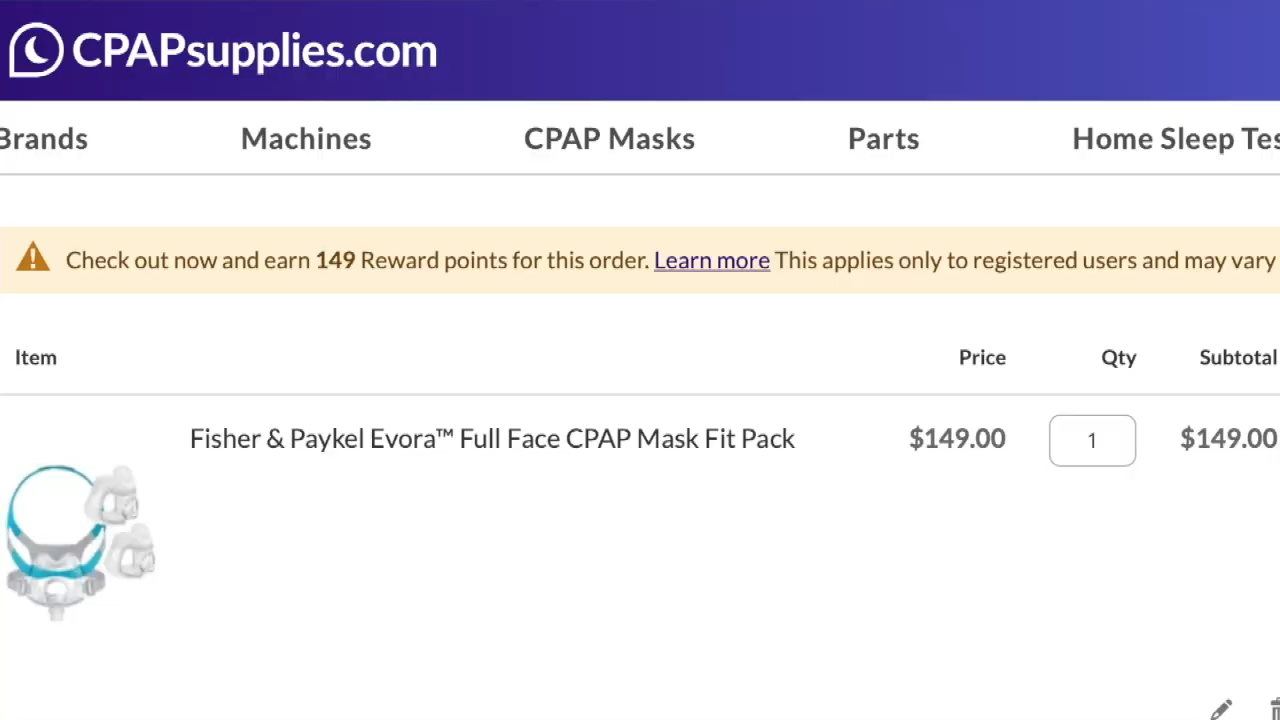 CPAPsupplies.com
Brands Machines CPAP Masks Parts Home Sleep
Check out now and earn 149 Reward points for this order. Learn more This applies only to registered users and may vary
Item Price Qty Subtotal
Fisher & Paykel Evora™ Full Face CPAP Mask Fit Pack $149.00 1 $149.00